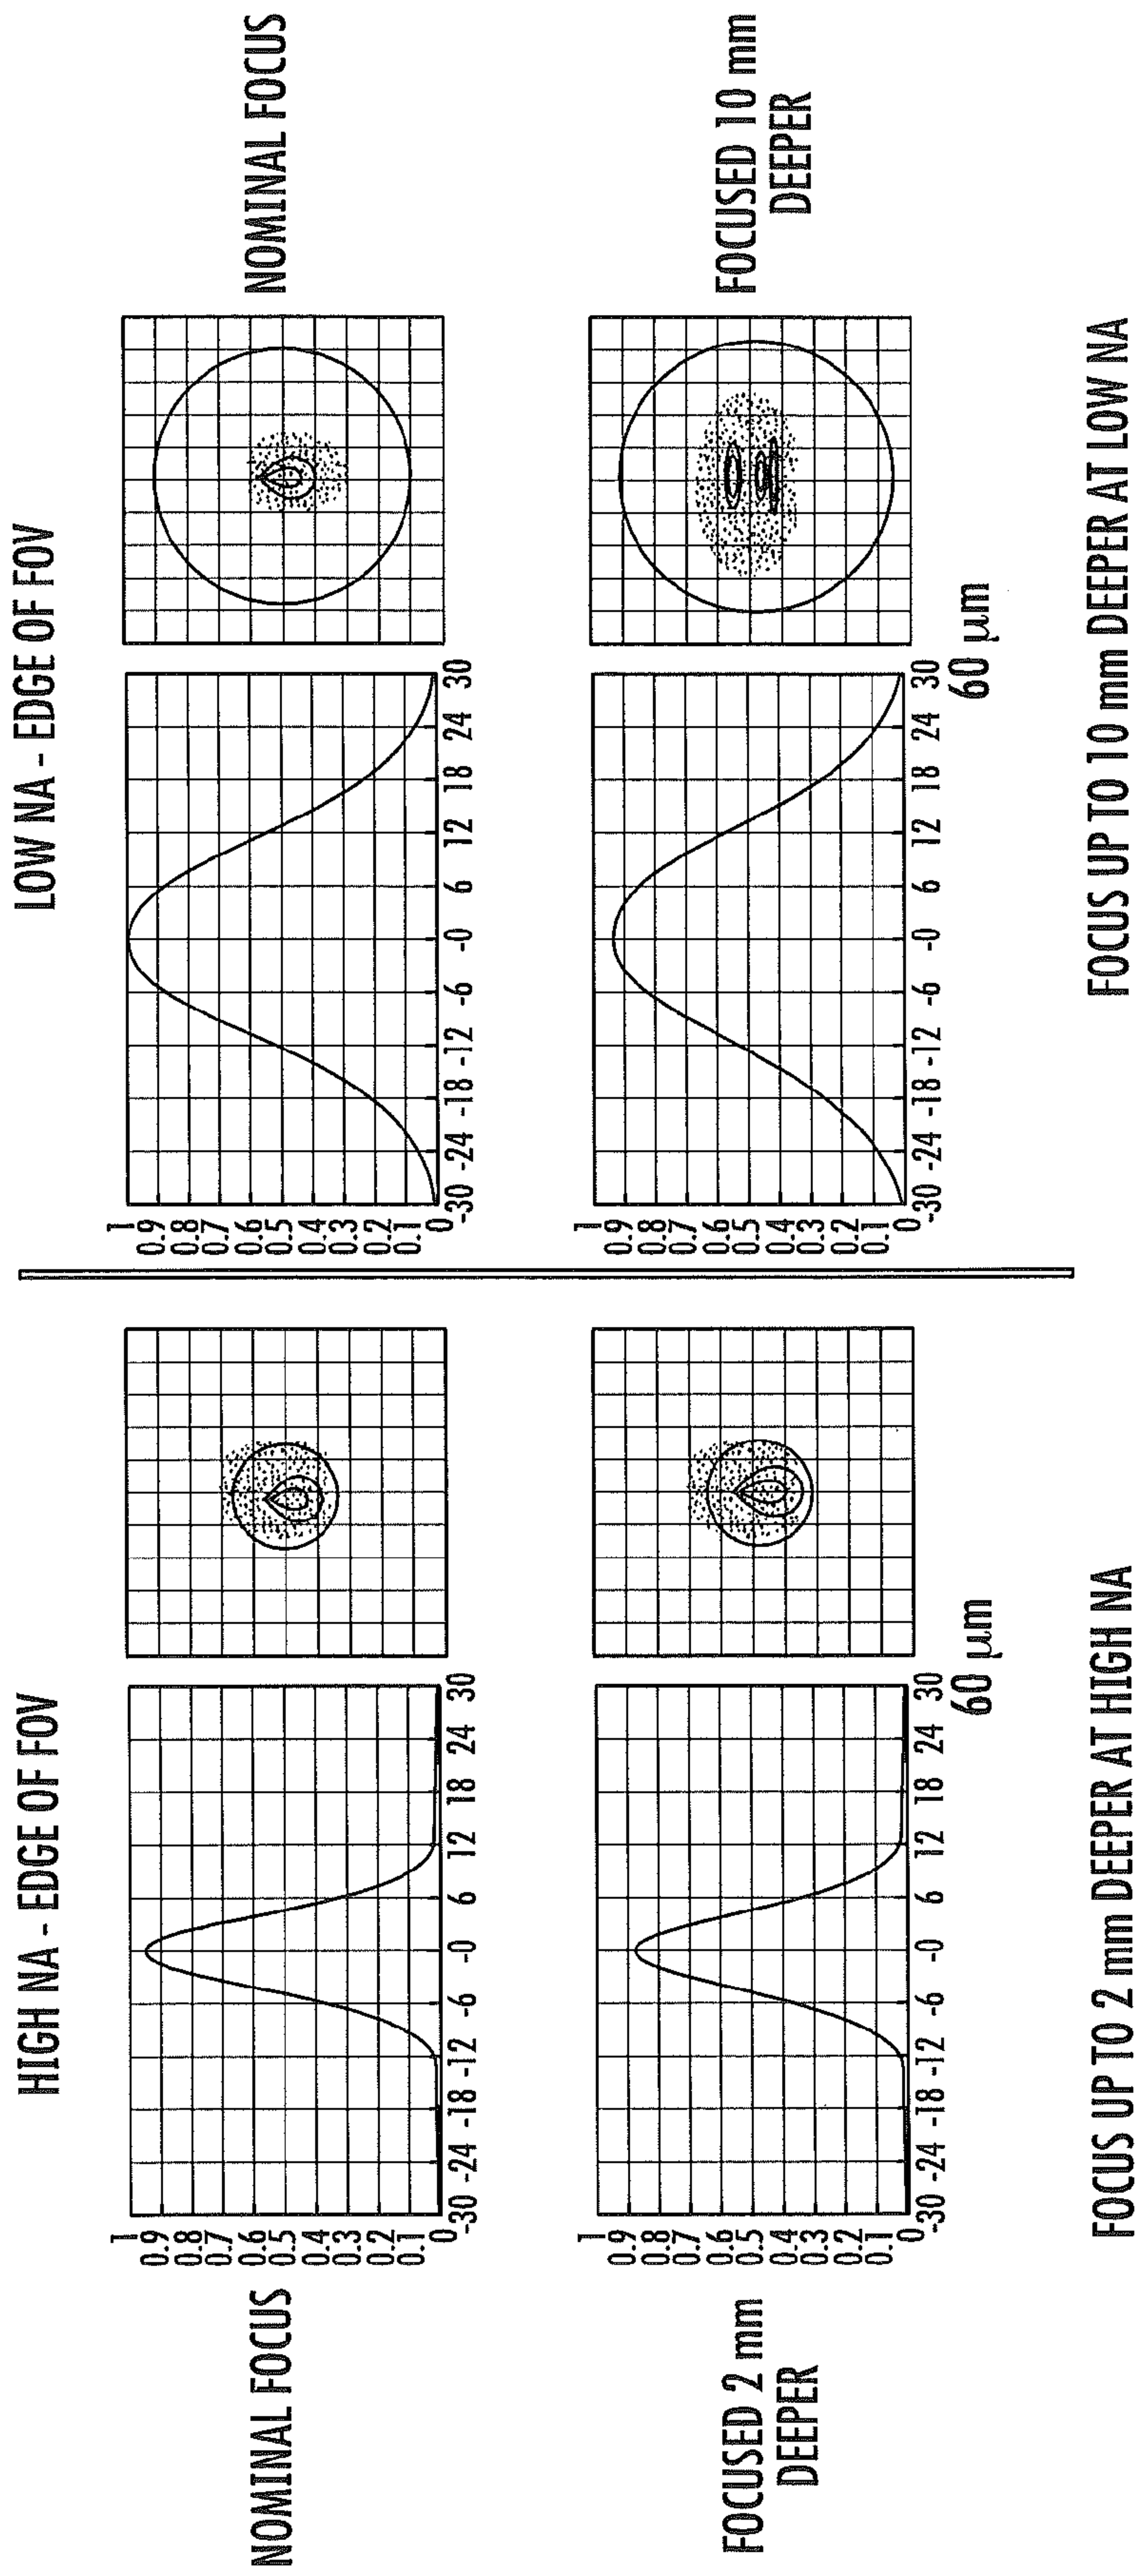 HIGH NA - EDGE OF FOV
NOMINAL FOCUS
1
0.9
0.8
0.7
0.6
0.5
0.4
0.3
0.2
0.1
0
-30 -24 -18 -12 -6 -0 6 12 18 24 30
FOCUSED 2 mm
DEEPER
1
0.9
0.8
0.7
0.6
0.5
0.4
0.3
0.2
0.1
0
-30 -24 -18 -12 -6 -0 6 12 18 24 30
60 µm
FOCUS UP TO 2 mm DEEPER AT HIGH NA
LOW NA - EDGE OF FOV
1
0.9
0.8
0.7
0.6
0.5
0.4
0.3
0.2
0.1
0
-30 -24 -18 -12 -6 -0 6 12 18 24 30
NOMINAL FOCUS
1
0.9
0.8
0.7
0.6
0.5
0.4
0.3
0.2
0.1
0
-30 -24 -18 -12 -6 -0 6 12 18 24 30
60 µm
FOCUSED 10 mm
DEEPER
FOCUS UP TO 10 mm DEEPER AT LOW NA